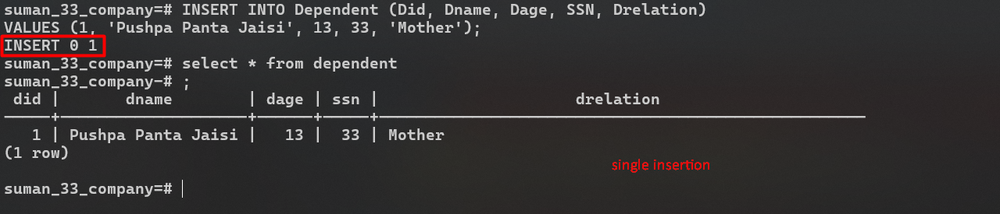 suman_33_company=# INSERT INTO Dependent (Did, Dname, Dage, SSN, Drelation)
VALUES (1, 'Pushpa Panta Jaisi', 13, 33, 'Mother');
INSERT 0 1
suman_33_company=# select * from dependent
suman_33_company-# ;
 did |       dname        | dage | ssn |                     drelation
-----+--------------------+------+-----+----------------------------------------------------
   1 | Pushpa Panta Jaisi |   13 |  33 | Mother
(1 row)
single insertion
suman_33_company=#